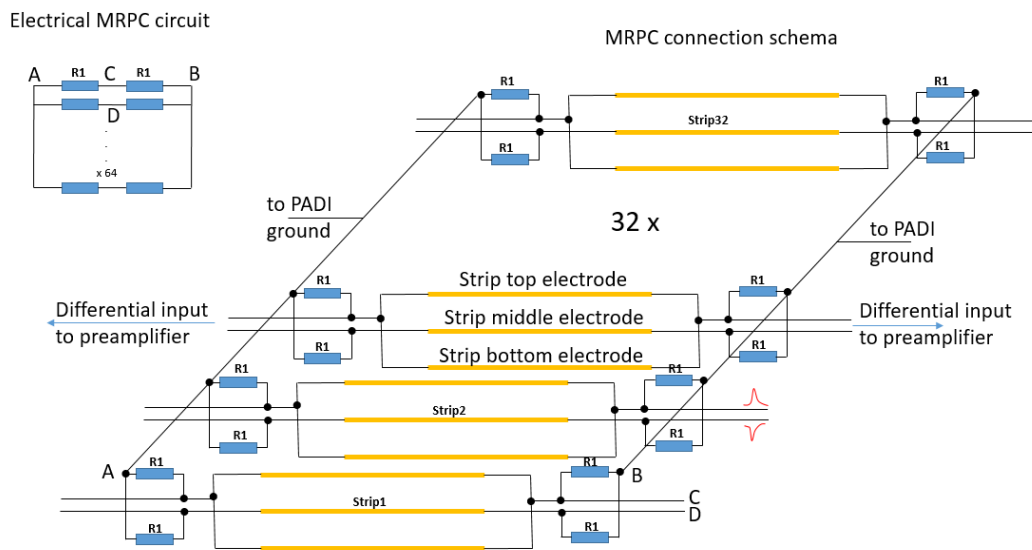 Electrical MRPC circuit
MRPC connection schema
A R1 C R1 B
D
.
.
.
x 64
R1
R1
Strip32
R1
R1
to PADI
ground
32 x
to PADI
ground
R1
Strip top electrode
R1
Differential input
to preamplifier
Strip middle electrode
Differential input
to preamplifier
R1
Strip bottom electrode
R1
R1
R1
Strip2
R1
R1
A
R1
R1
B
Strip1
C
D
R1
R1